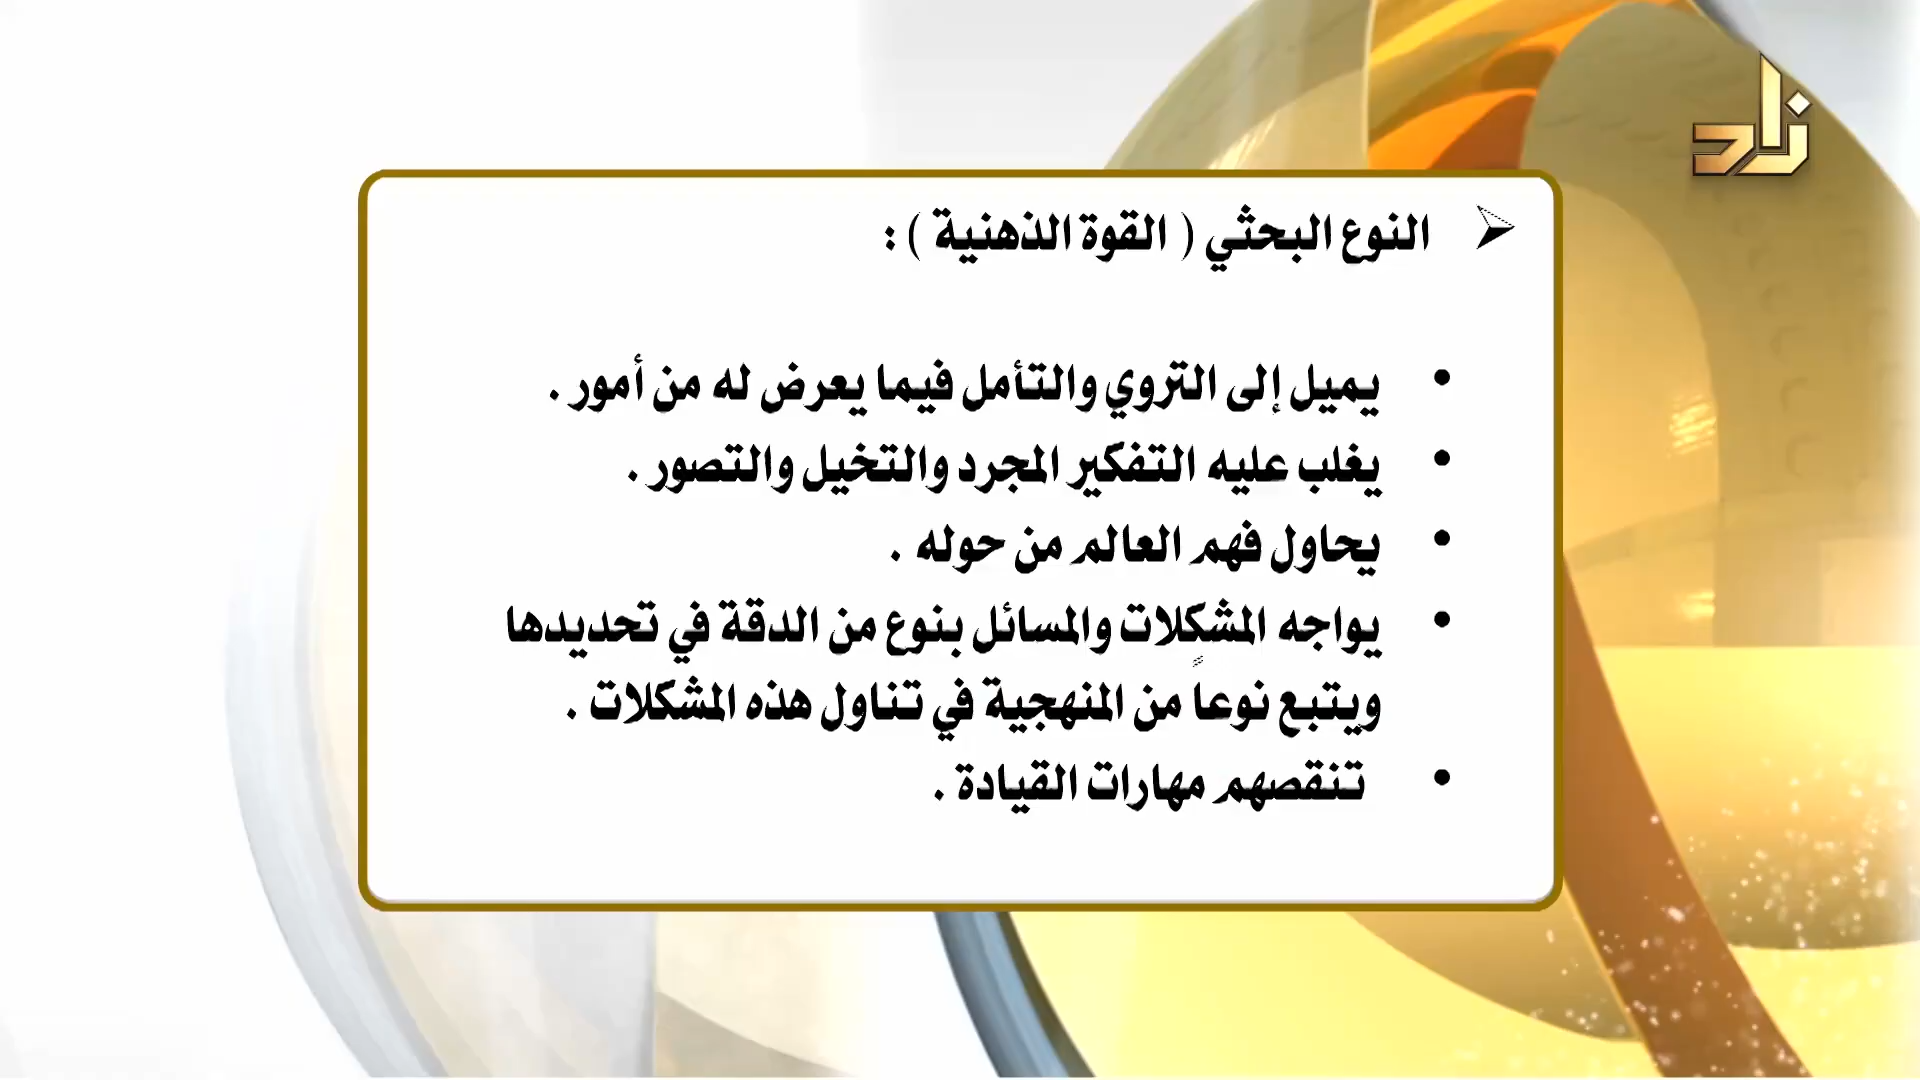 زاد
النوع البحثي ( القوة الذهنية ) :
يميل إلى التروي والتأمل فيما يعرض له من أمور .
يغلب عليه التفكير المجرد والتخيل والتصور .
يحاول فهم العالم من حوله .
يواجه المشكلات والمسائل بنوع من الدقة في تحديدها
ويتبع نوعاً من المنهجية في تناول هذه المشكلات .
تنقصهم مهارات القيادة .